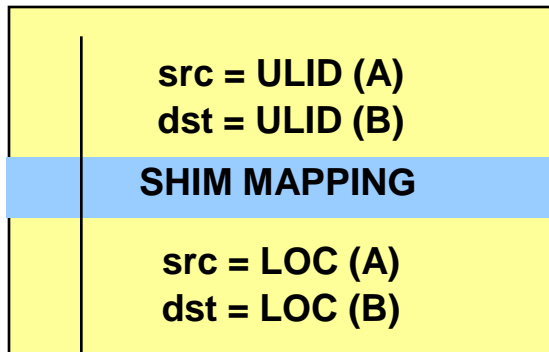 src = ULID (A)
dst = ULID (B)
SHIM MAPPING
src = LOC (A)
dst = LOC (B)